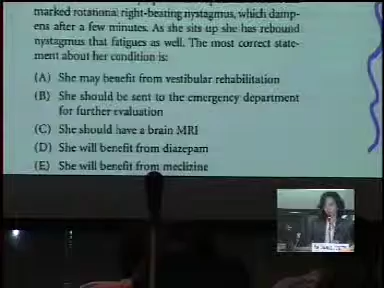 marked rotational right-beating nystagmus, which damp-
ens after a few minutes. As she sits up she has rebound
nystagmus that fatigues as well. The most correct state-
ment about her condition is:
(A) She may benefit from vestibular rehabilitation
(B) She should be sent to the emergency department
for further evaluation
(C) She should have a brain MRI
(D) She will benefit from diazepam
(E) She will benefit from meclizine